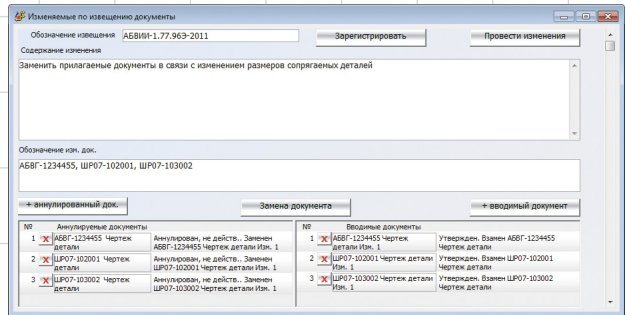 Изменяемые по извещению документы
Обозначение извещения АБВИИ-1.77.96Э-2011 Зарегистрировать Провести изменения
Содержание изменения
Заменить прилагаемые документы в связи с изменением размеров сопрягаемых деталей
Обозначение изм. док.
АБВГ-1234455, ШР07-102001, ШР07-103002
+ аннулированный док. Замена документа + вводимый документ
№ Аннулируемые документы № Вводимые документы
1 X АБВГ-1234455 Чертеж Аннулирован, не действ.. Заменен 1 X АБВГ-1234455 Чертеж Утвержден. Взамен АБВГ-1234455
детали АБВГ-1234455 Чертеж детали Изм. 1 детали Изм. 1 Чертеж детали
2 X ШР07-102001 Чертеж Аннулирован, не действ.. Заменен 2 X ШР07-102001 Чертеж детали Утвержден. Взамен ШР07-102001
детали ШР07-102001 Чертеж детали Изм. 1 Изм. 1 Чертеж детали
3 X ШР07-103002 Чертеж Аннулирован, не действ.. Заменен 3 X ШР07-103002 Чертеж детали Утвержден. Взамен ШР07-103002
детали ШР07-103002 Чертеж детали Изм. 1 Изм. 1 Чертеж детали